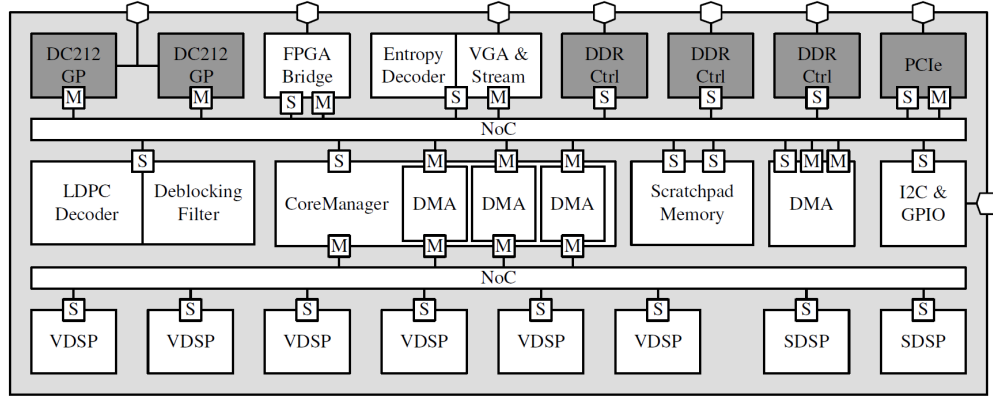 DC212
GP
M
DC212
GP
M
FPGA
Bridge
S
M
Entropy
Decoder
S
VGA &
Stream
M
DDR
Ctrl
S
DDR
Ctrl
S
DDR
Ctrl
S
PCIe
S
M
NoC
S
LDPC
Decoder
Deblocking
Filter
S
CoreManager
M
M
DMA
M
M
DMA
M
M
DMA
M
S
S
Scratchpad
Memory
S
M
M
DMA
S
I2C &
GPIO
M
NoC
S
VDSP
S
VDSP
S
VDSP
S
VDSP
S
VDSP
S
VDSP
S
SDSP
S
SDSP